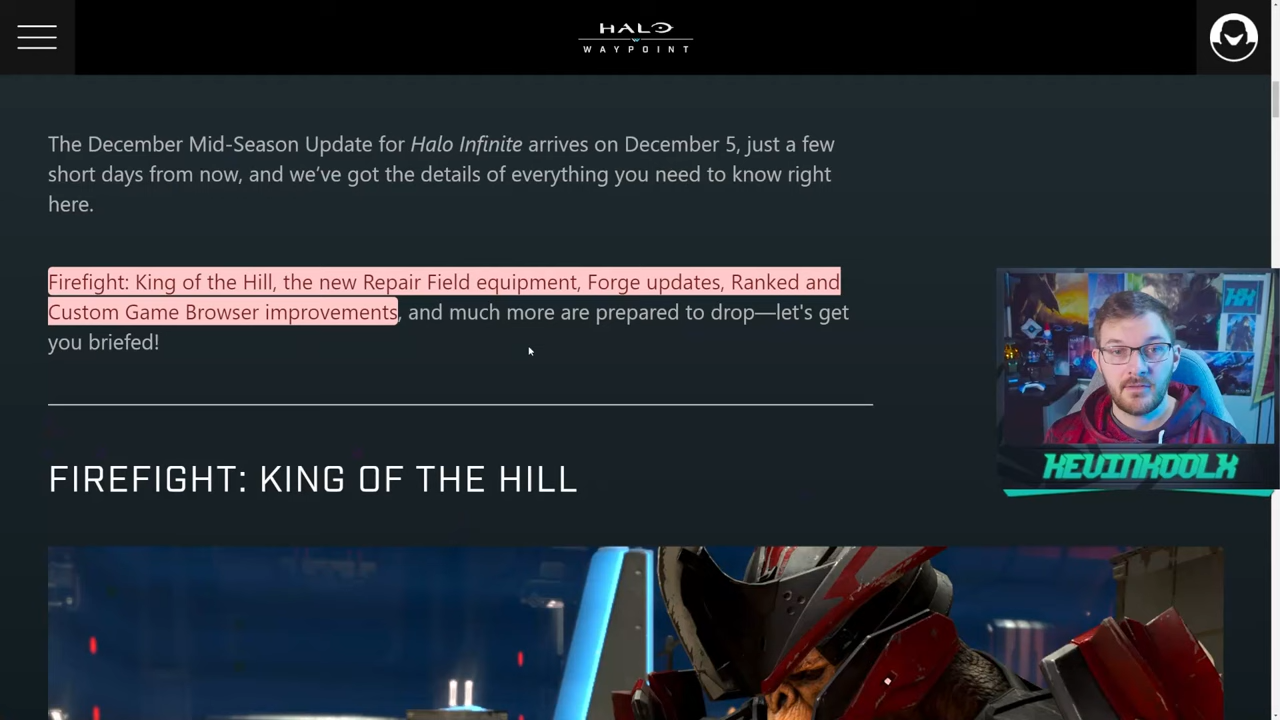 HALO
WAYPOINT
The December Mid-Season Update for Halo Infinite arrives on December 5, just a few
short days from now, and we’ve got the details of everything you need to know right
here.
Firefight: King of the Hill, the new Repair Field equipment, Forge updates, Ranked and
Custom Game Browser improvements, and much more are prepared to drop—let's get
you briefed!
KEVINKOOLX
FIREFIGHT: KING OF THE HILL